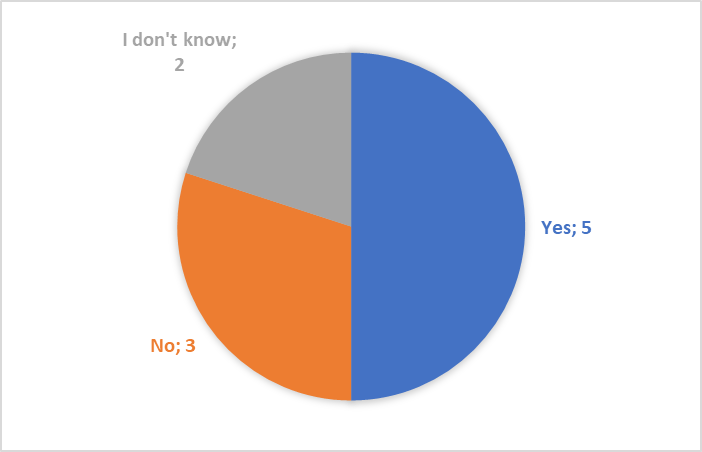 I don't know;
2
Yes; 5
No; 3